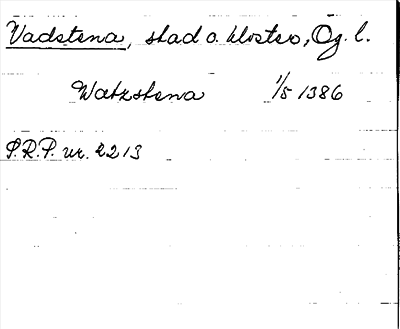 Vadstena, stad o. kloster, Ög. l.
Watzstena 1/5 1386
S.R.P. nr. 2213